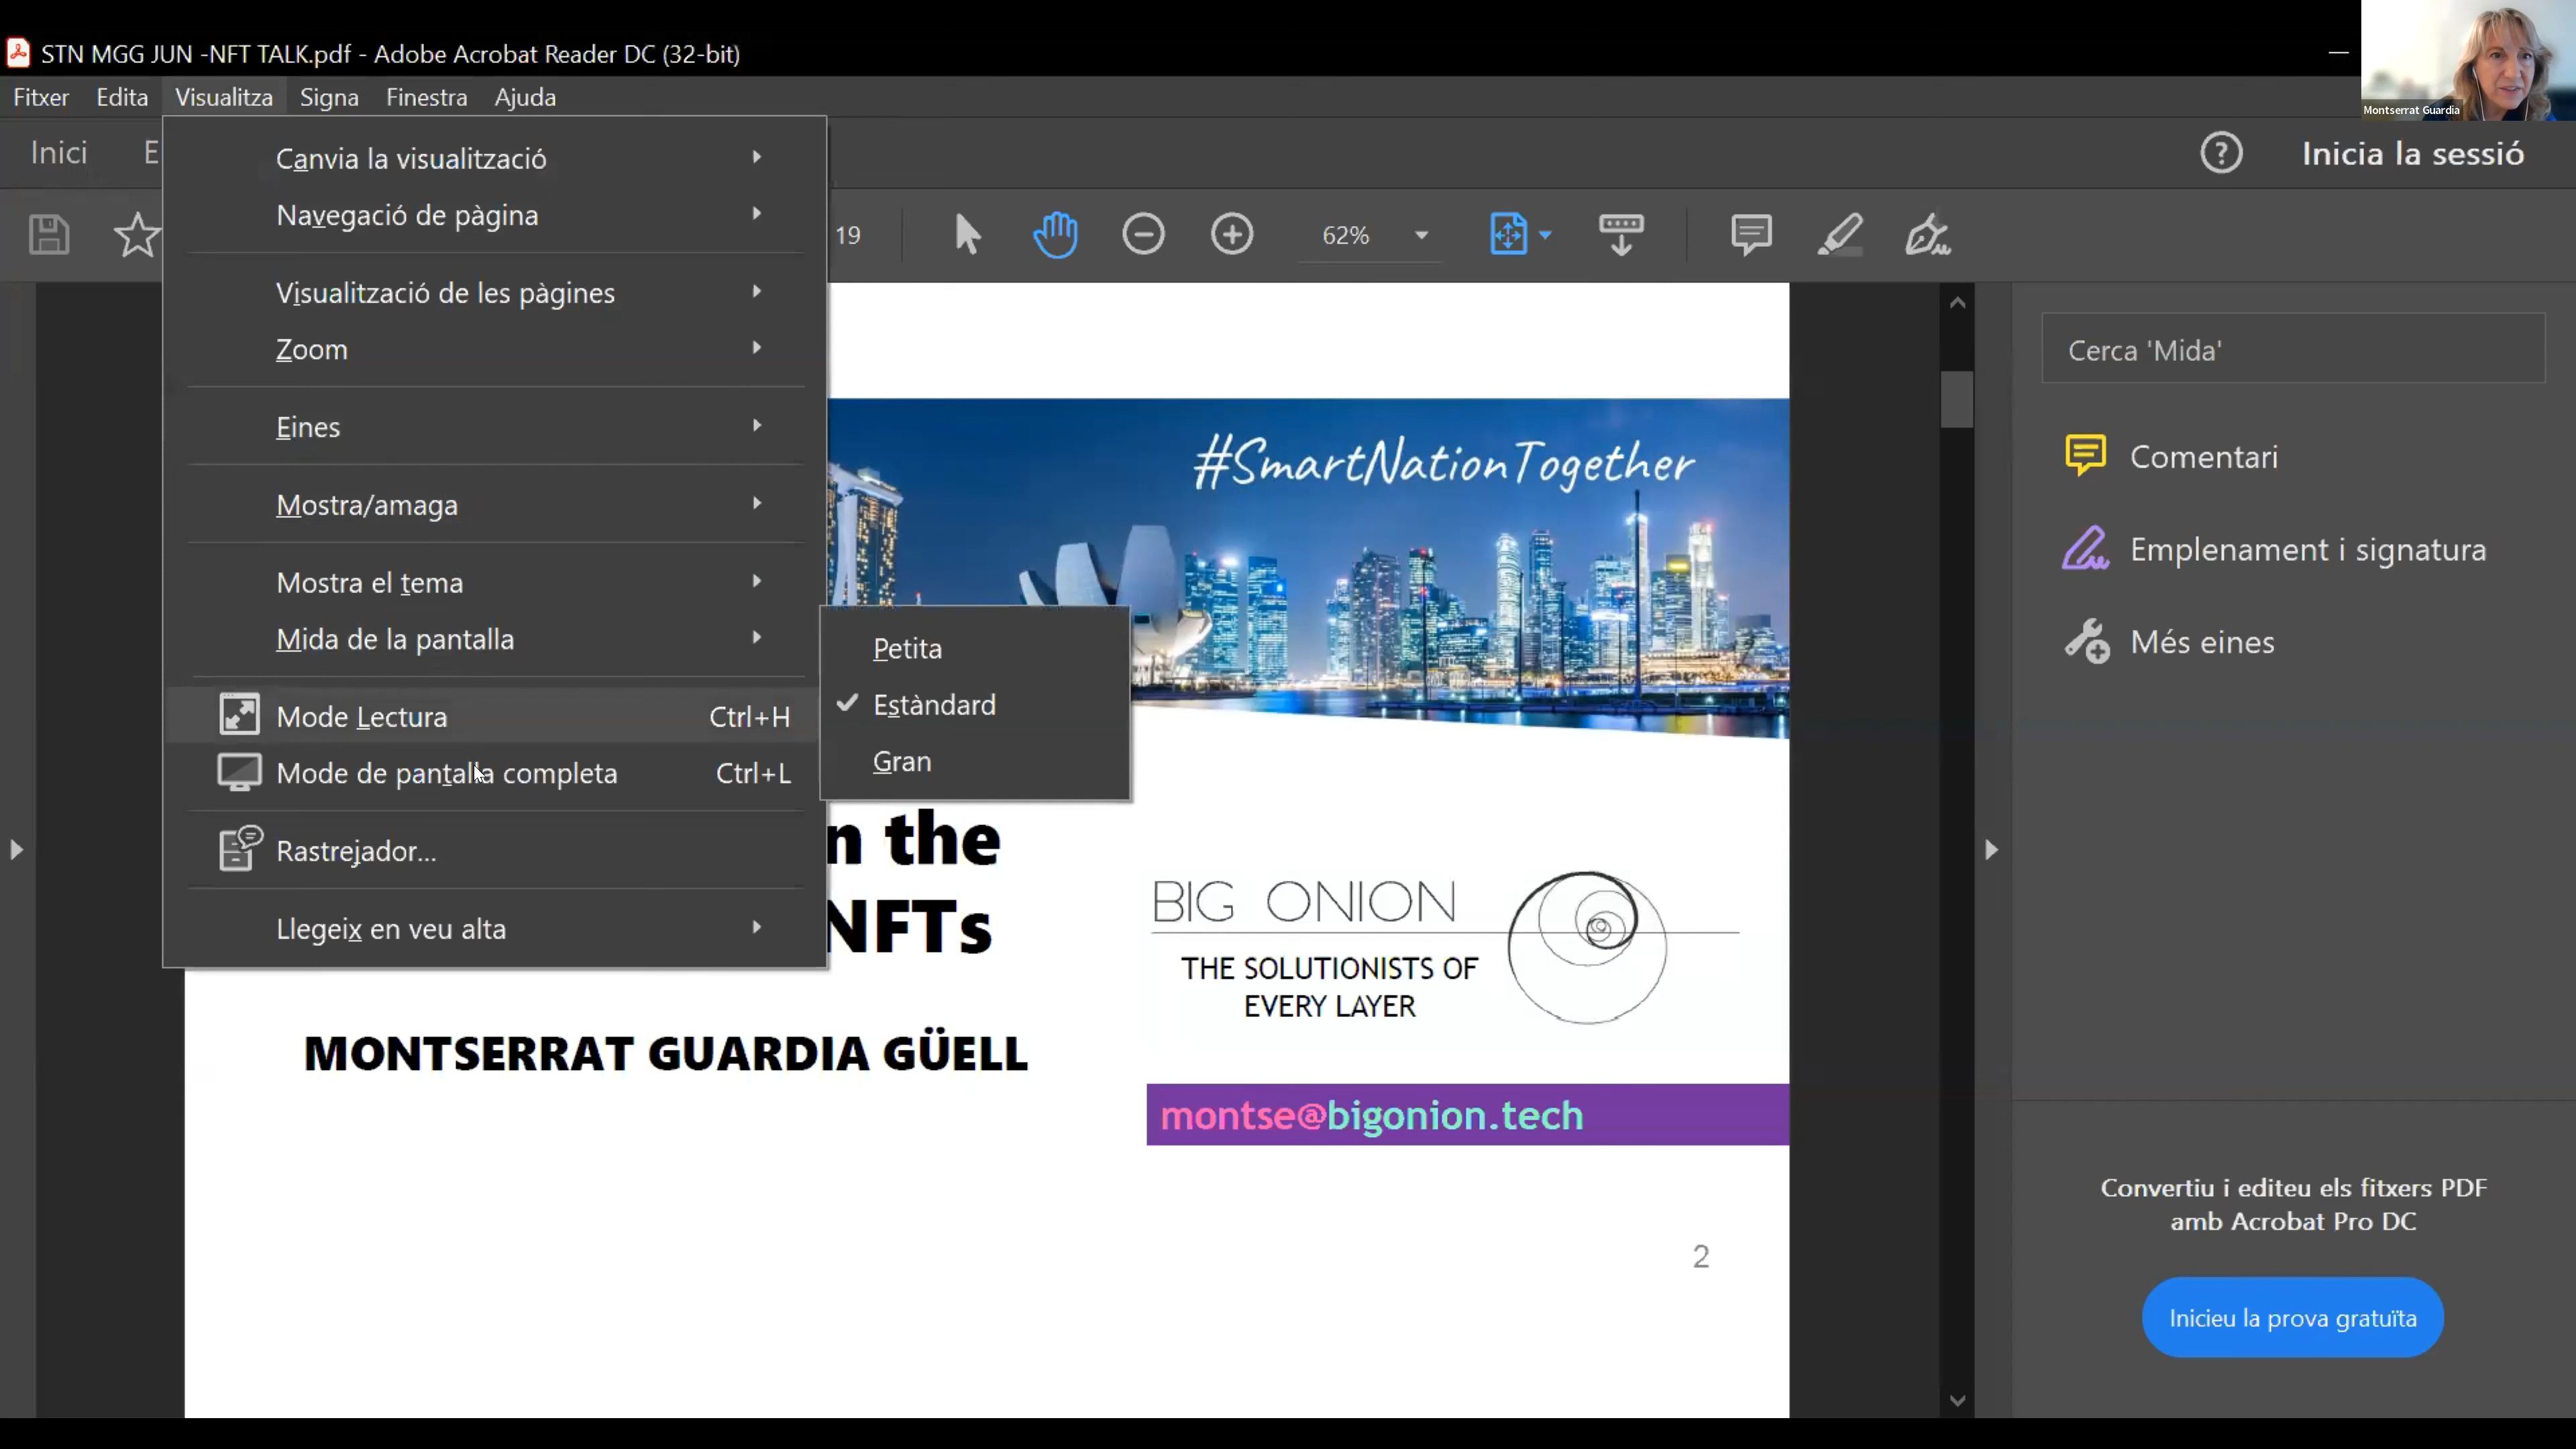 STN MGG JUN -NFT TALK.pdf - Adobe Acrobat Reader DC (32-bit)
Montserrat Guardia
Fitxer Edita Visualitza Signa Finestra Ajuda
Inici E
Inicia la sessió
19
62%
Canvia la visualització
Navegació de pàgina
Visualització de les pàgines
Zoom
Eines
Mostra/amaga
Mostra el tema
Mida de la pantalla
Mode Lectura Ctrl+H
Mode de pantalla completa Ctrl+L
Rastrejador...
Llegeix en veu alta
Petita
Estàndard
Gran
#SmartNationTogether
n the
NFTs
MONTSERRAT GUARDIA GÜELL
BIG ONION
THE SOLUTIONISTS OF
EVERY LAYER
montse@bigonion.tech
2
Cerca 'Mida'
Comentari
Emplenament i signatura
Més eines
Convertiu i editeu els fitxers PDF
amb Acrobat Pro DC
Inicieu la prova gratuïta